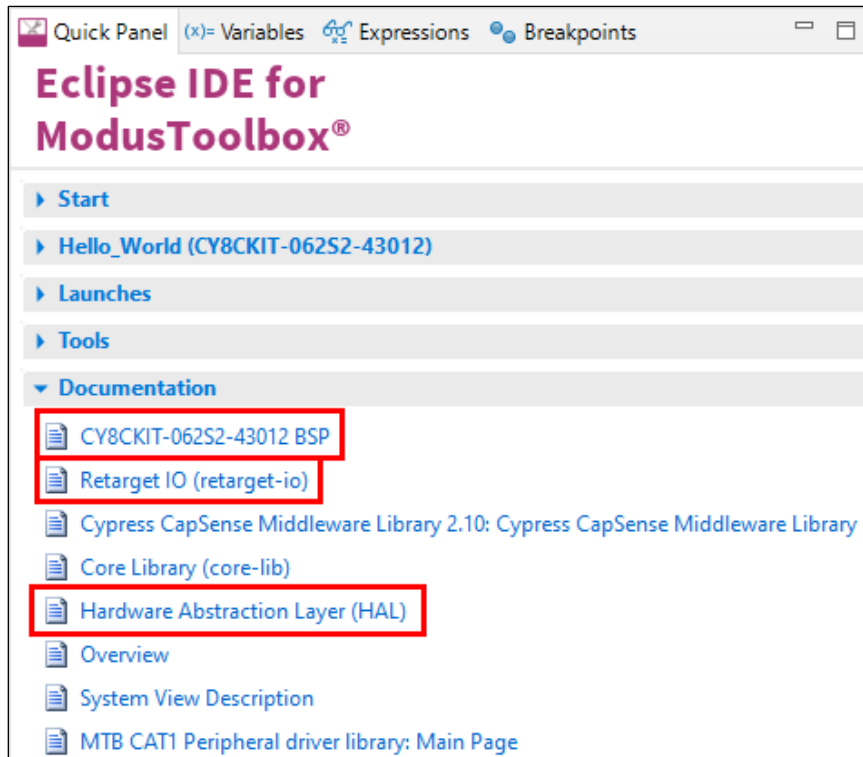 Quick Panel (x)= Variables Expressions Breakpoints
Eclipse IDE for
ModusToolbox®
Start
Hello_World (CY8CKIT-062S2-43012)
Launches
Tools
Documentation
CY8CKIT-062S2-43012 BSP
Retarget IO (retarget-io)
Cypress CapSense Middleware Library 2.10: Cypress CapSense Middleware Library
Core Library (core-lib)
Hardware Abstraction Layer (HAL)
Overview
System View Description
MTB CAT1 Peripheral driver library: Main Page